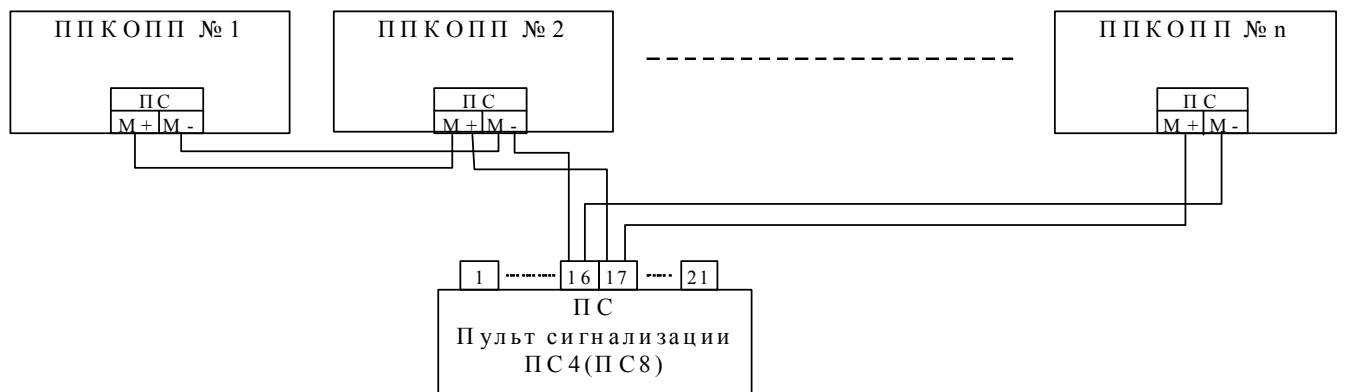 ППКОПП №1
ПС
М+ М-
ППКОПП №2
ПС
М+ М-
ППКОПП №n
ПС
М+ М-
1 16 17 21
ПС
Пульт сигнализации
ПС4(ПС8)